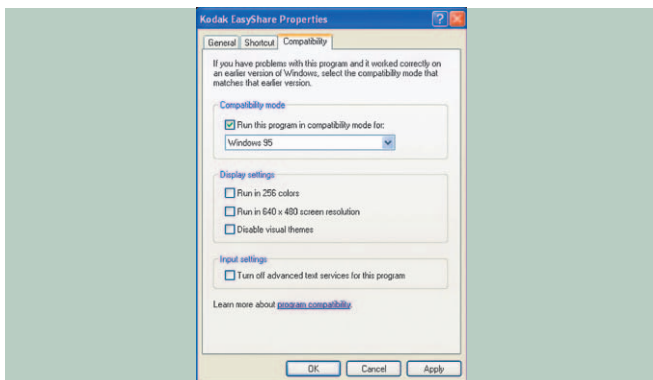 Kodak EasyShare Properties
General Shortcut Compatibility
If you have problems with this program and it worked correctly on
an earlier version of Windows, select the compatibility mode that
matches that earlier version.
Compatibility mode
Run this program in compatibility mode for:
Windows 95
Display settings
Run in 256 colors
Run in 640 x 480 screen resolution
Disable visual themes
Input settings
Turn off advanced text services for this program
Learn more about program compatibility.
OK Cancel Apply